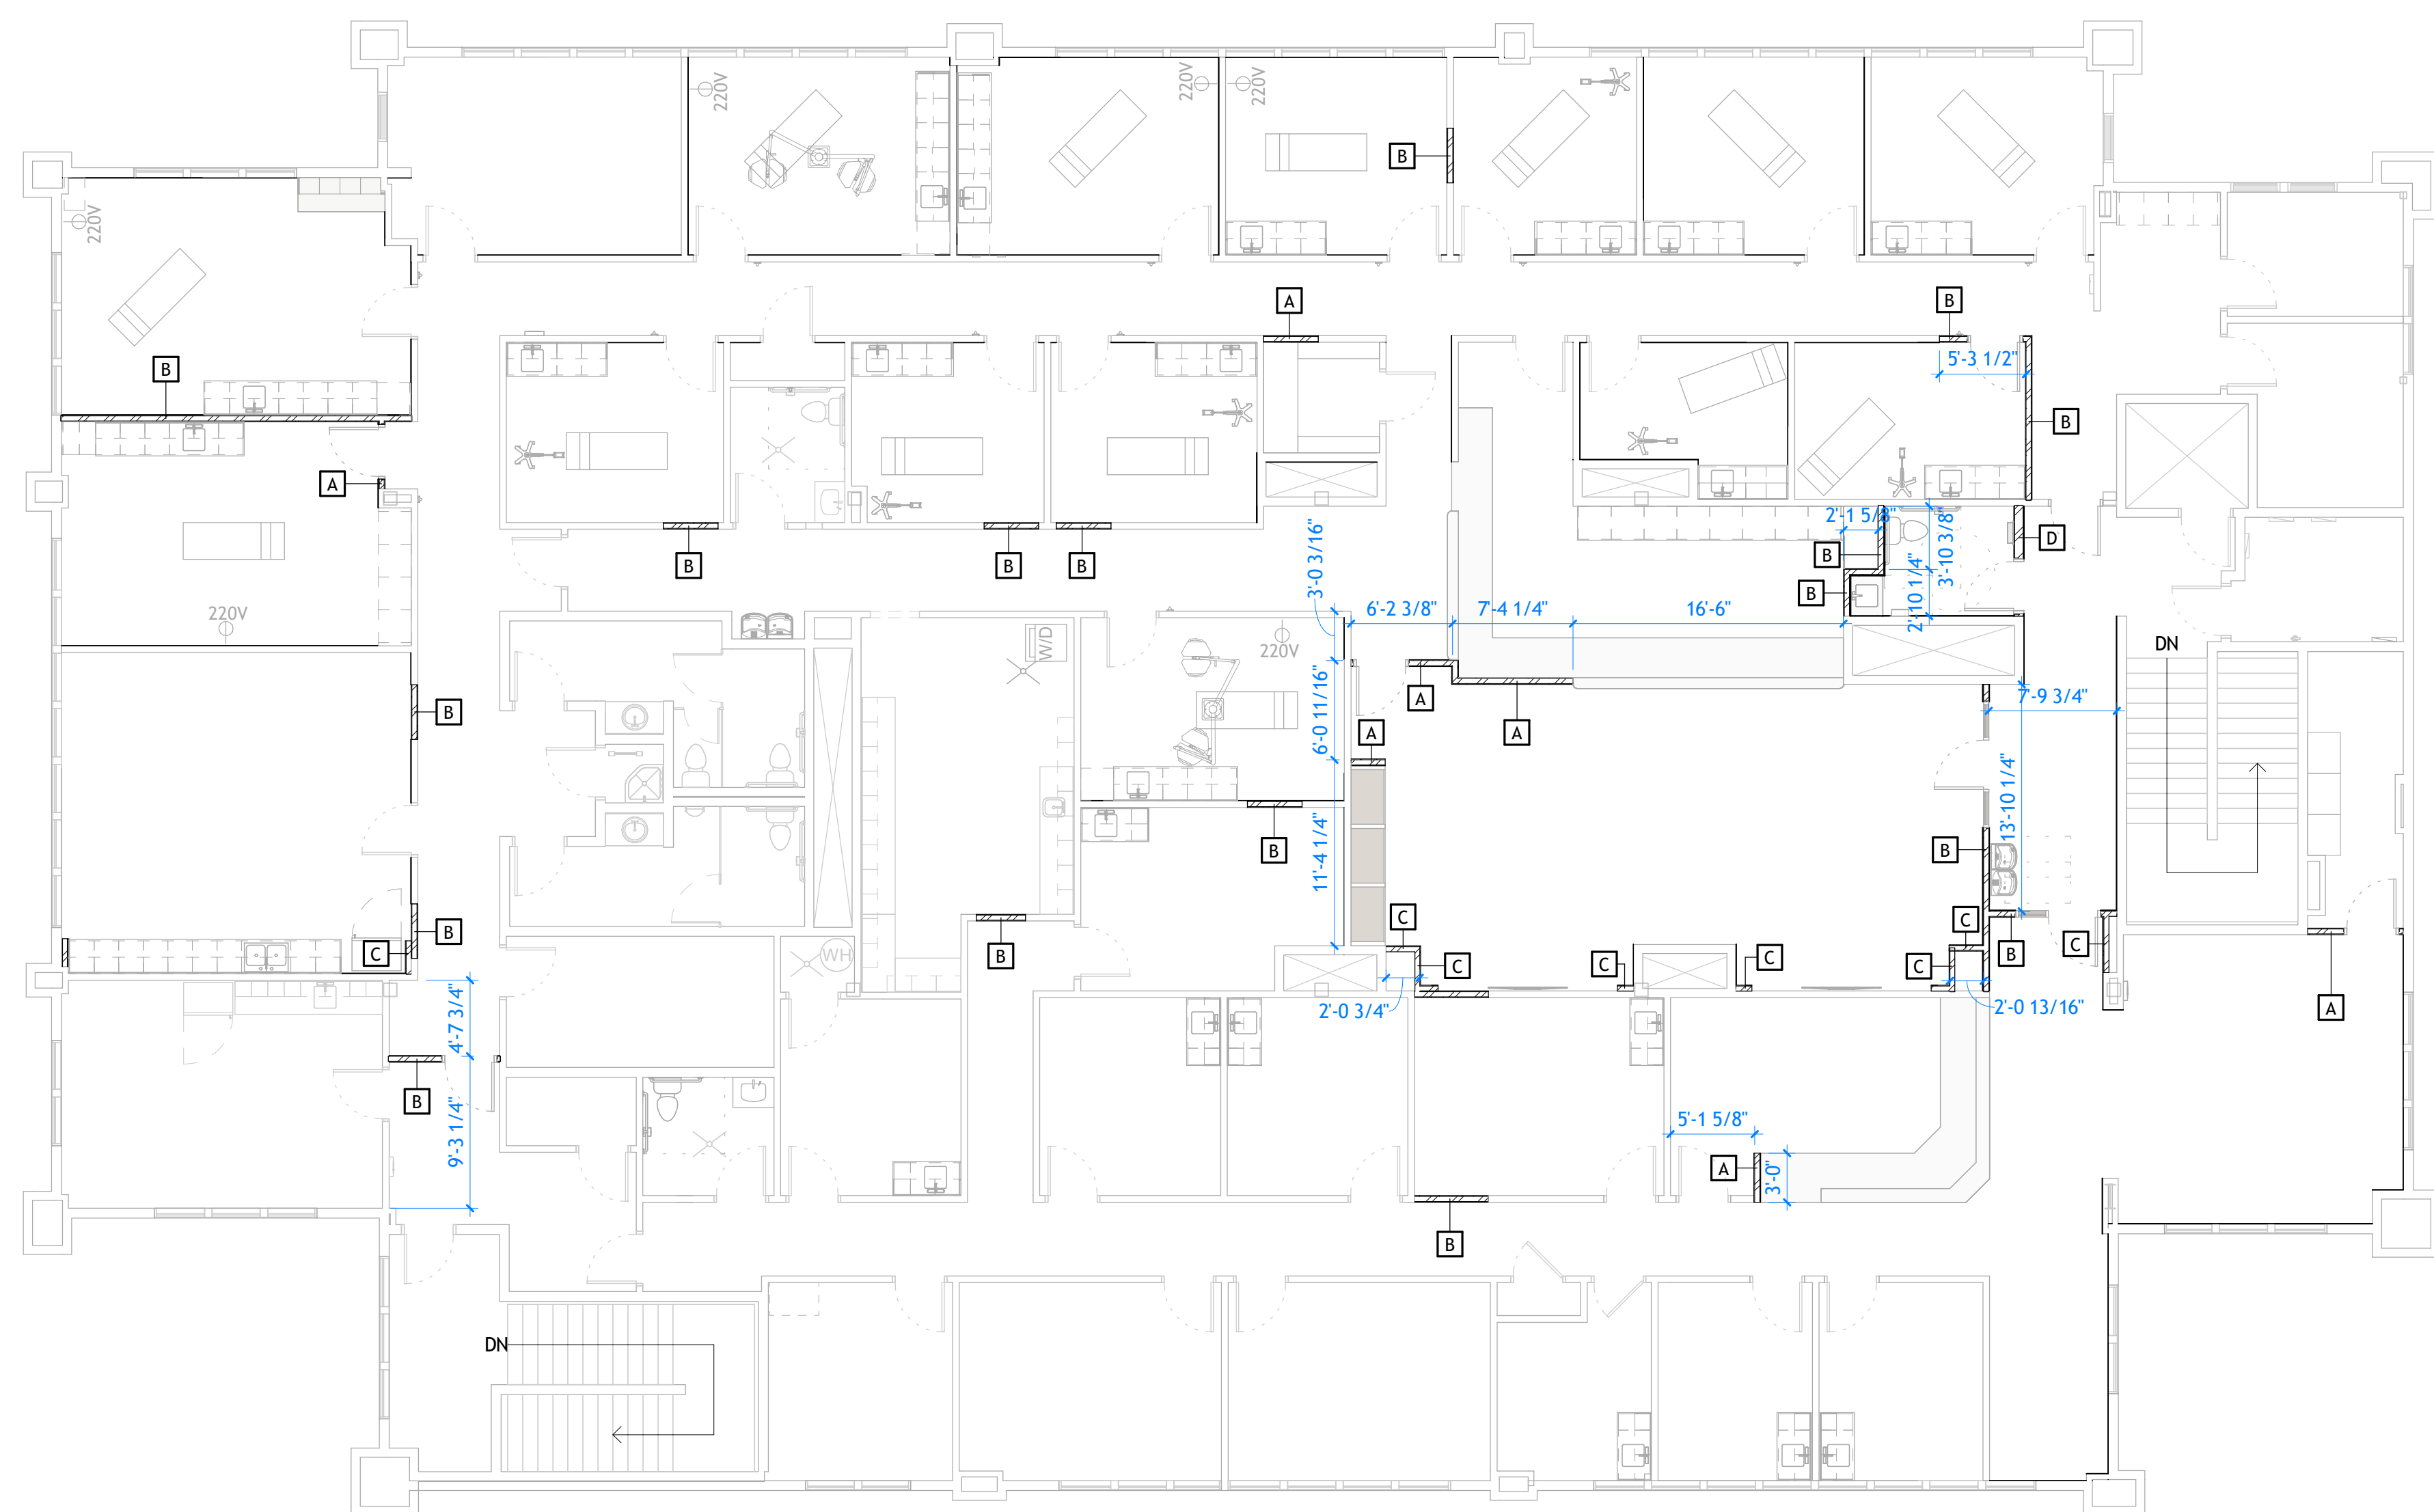 220V
220V
220V
B
220V
A
B
5'-3 1/2"
B
B
A
2'-1 5/8"
3'-10 3/8"
D
B
B
B
B
B
2'-10 1/4"
3'-0 3/16"
6'-2 3/8"
7'-4 1/4"
16'-6"
220V
W/D
220V
DN
A
7'-9 3/4"
B
6'-0 11/16"
A
A
13'-10 1/4"
11'-4 1/4"
B
B
B
C
C
C
B
C
A
C
WH
B
C
C
C
C
2'-0 3/4"
2'-0 13/16"
4'-7 3/4"
B
9'-3 1/4"
5'-1 5/8"
A
3'-0"
B
DN